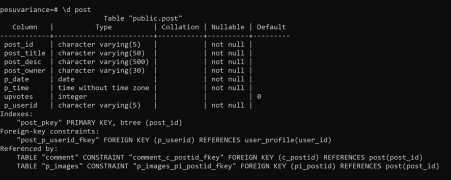 pesuvariance=# \d post
Table "public.post"
Column | Type | Collation | Nullable | Default
------------+------------------------+-----------+----------+---------
post_id | character varying(5) | | not null |
post_title | character varying(50) | | not null |
post_desc | character varying(500) | | not null |
post_owner | character varying(30) | | not null |
p_date | date | | not null |
p_time | time without time zone | | not null |
upvotes | integer | | | 0
p_userid | character varying(5) | | not null |
Indexes:
"post_pkey" PRIMARY KEY, btree (post_id)
Foreign-key constraints:
"post_p_userid_fkey" FOREIGN KEY (p_userid) REFERENCES user_profile(user_id)
Referenced by:
TABLE "comment" CONSTRAINT "comment_c_postid_fkey" FOREIGN KEY (c_postid) REFERENCES post(post_id)
TABLE "p_images" CONSTRAINT "p_images_pi_postid_fkey" FOREIGN KEY (pi_postid) REFERENCES post(post_id)